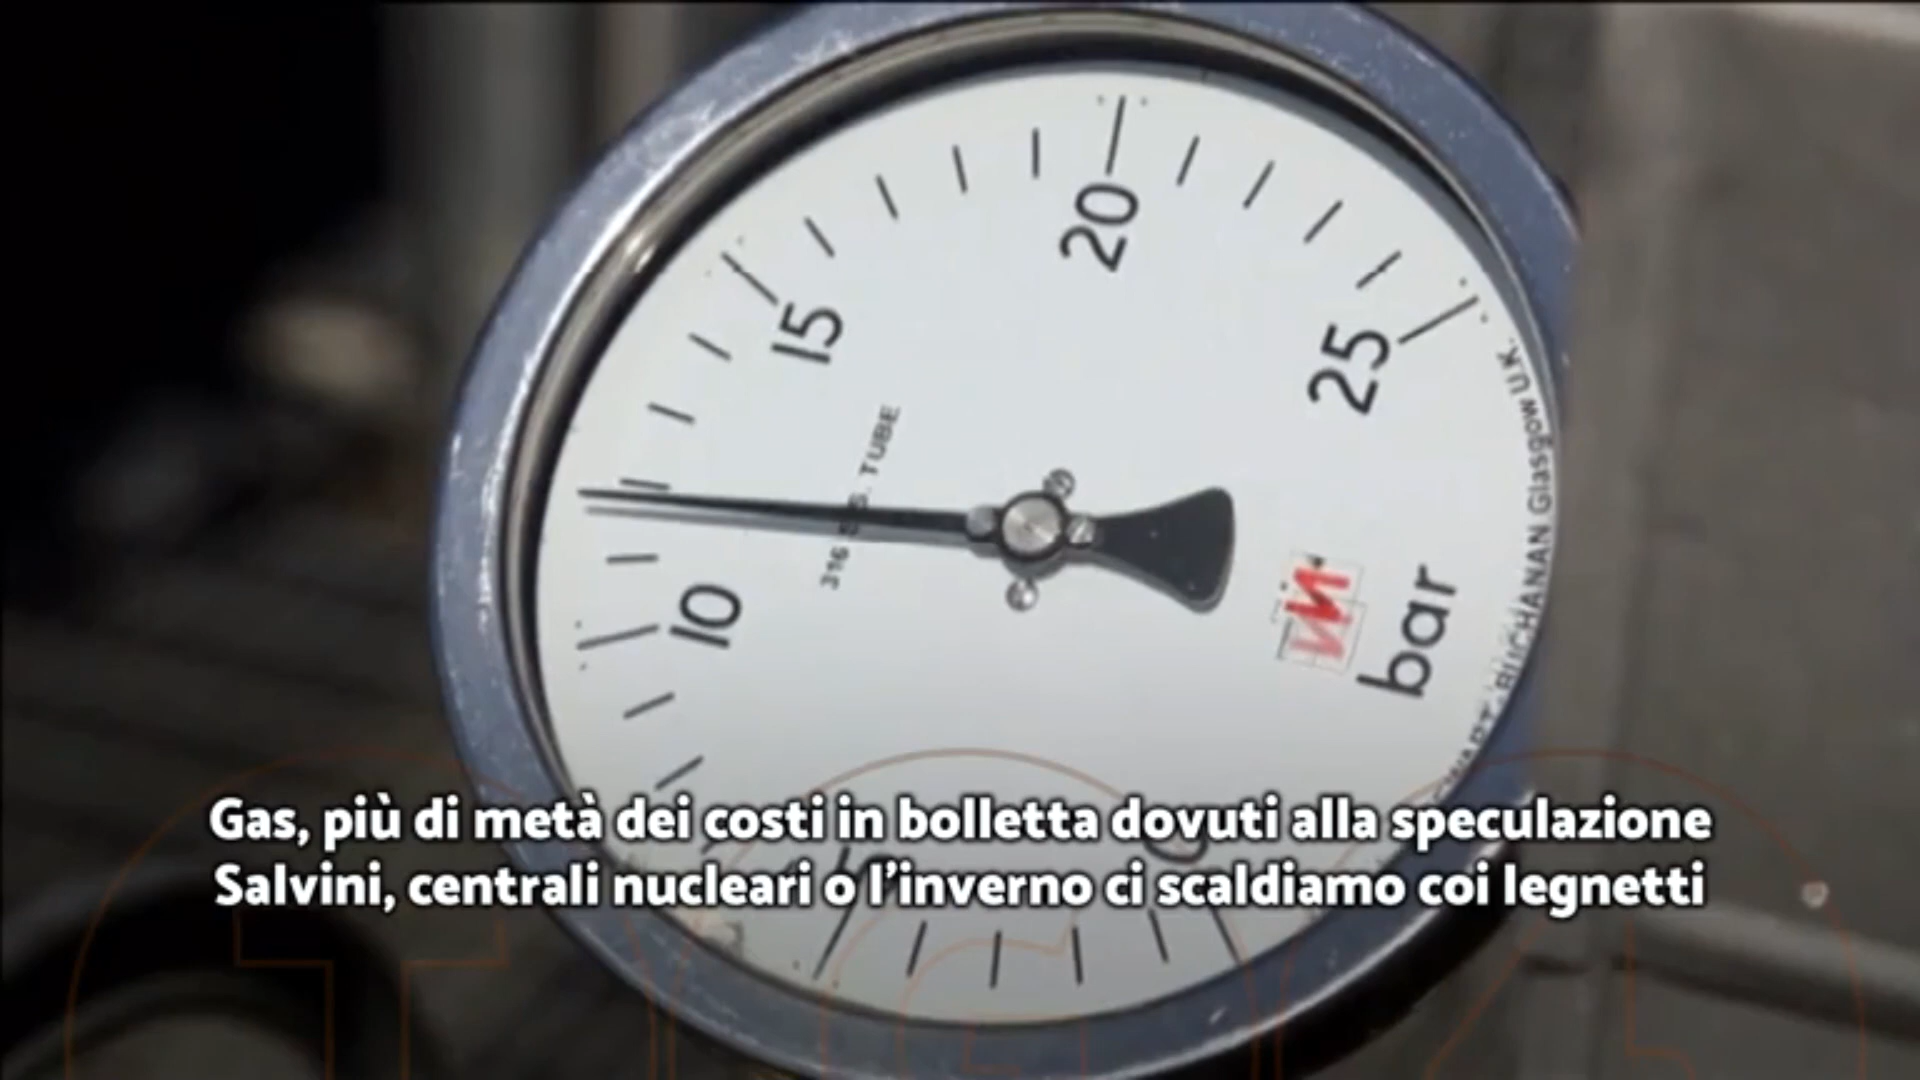 20
15
25
316 S.S. TUBE
10
bar
BUCHANAN Glasgow U.K.
Gas, più di metà dei costi in bolletta dovuti alla speculazione
Salvini, centrali nucleari o l’inverno ci scaldiamo coi legnetti